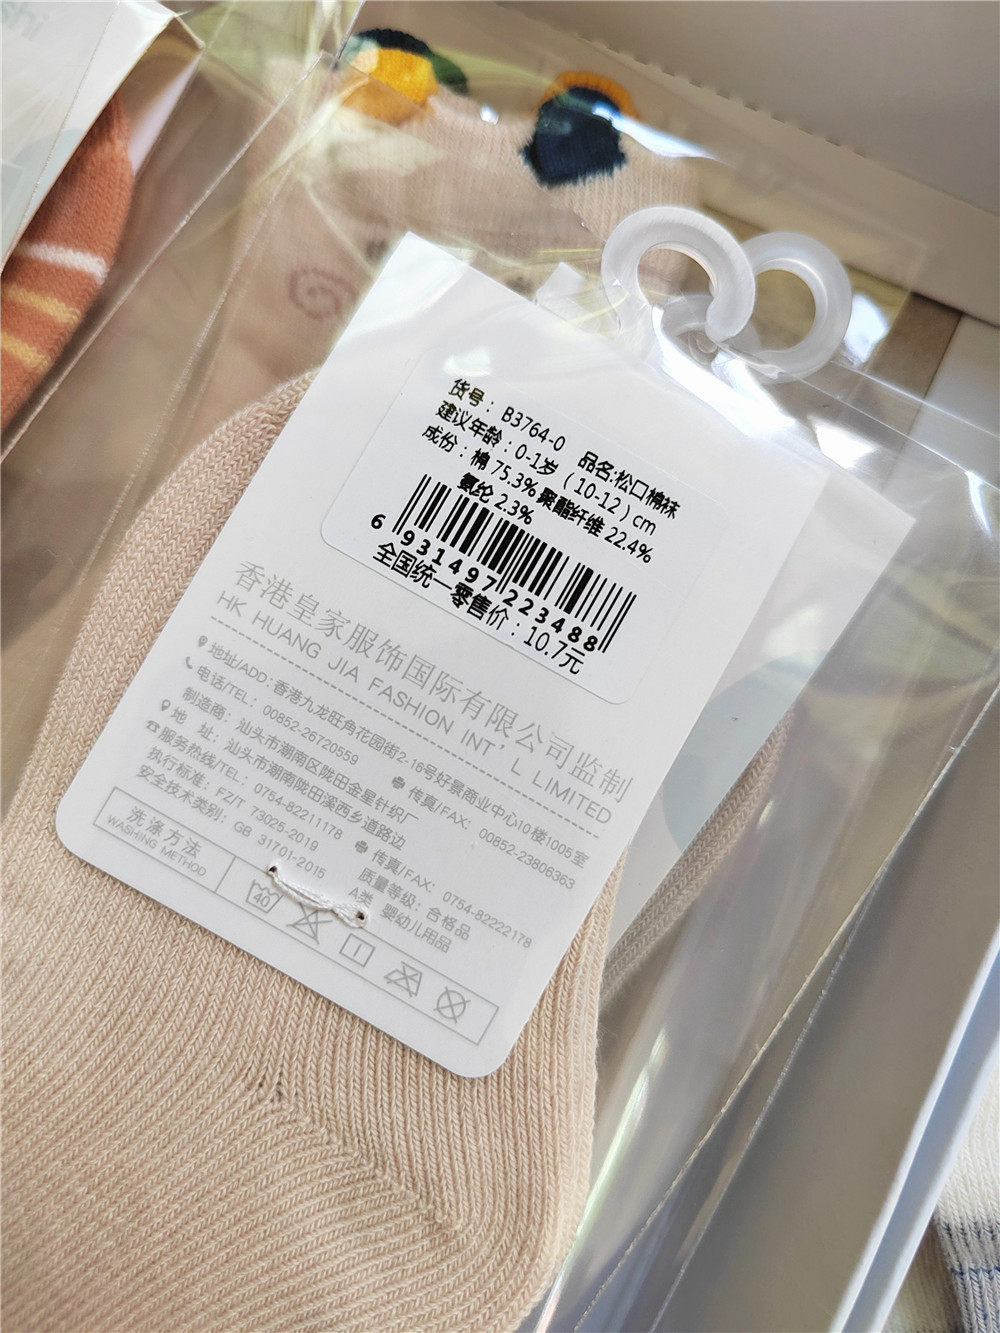 shi
货号：B3764-0 品名:松口棉袜
建议年龄：0-1岁（10-12）cm
成份：棉 75.3% 聚酯纤维 22.4%
氨纶 2.3%
6 931497 223488
全国统一零售价：10.7元
香港皇家服饰国际有限公司监制
HK HUANG JIA FASHION INT'L LIMITED
地址/ADD：香港九龙旺角花园街2-16号好景商业中心10楼1005室
电话/TEL：00852-26720559 传真/FAX：00852-23806363
制造商：汕头市潮南区陇田金星针织厂
地 址：汕头市潮南陇田溪西乡道路边
服务热线/TEL：0754-82211178 传真/FAX：0754-82222178
执行标准：FZ/T 73025-2019 质量等级：合格品
安全技术类别：GB 31701-2015 A类 婴幼儿用品
洗涤方法
WASHING METHOD
40